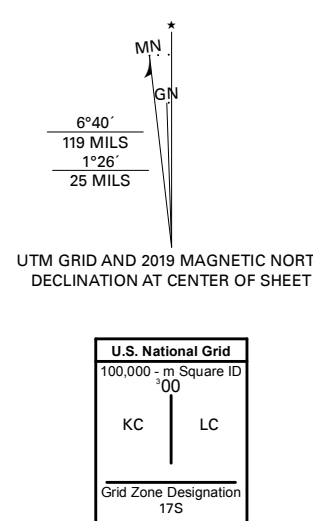 ★
MN
GN
6°40´
119 MILS
1°26´
25 MILS
UTM GRID AND 2019 MAGNETIC NORT
DECLINATION AT CENTER OF SHEET
U.S. National Grid
100,000 - m Square ID
³00
KC LC
Grid Zone Designation
17S